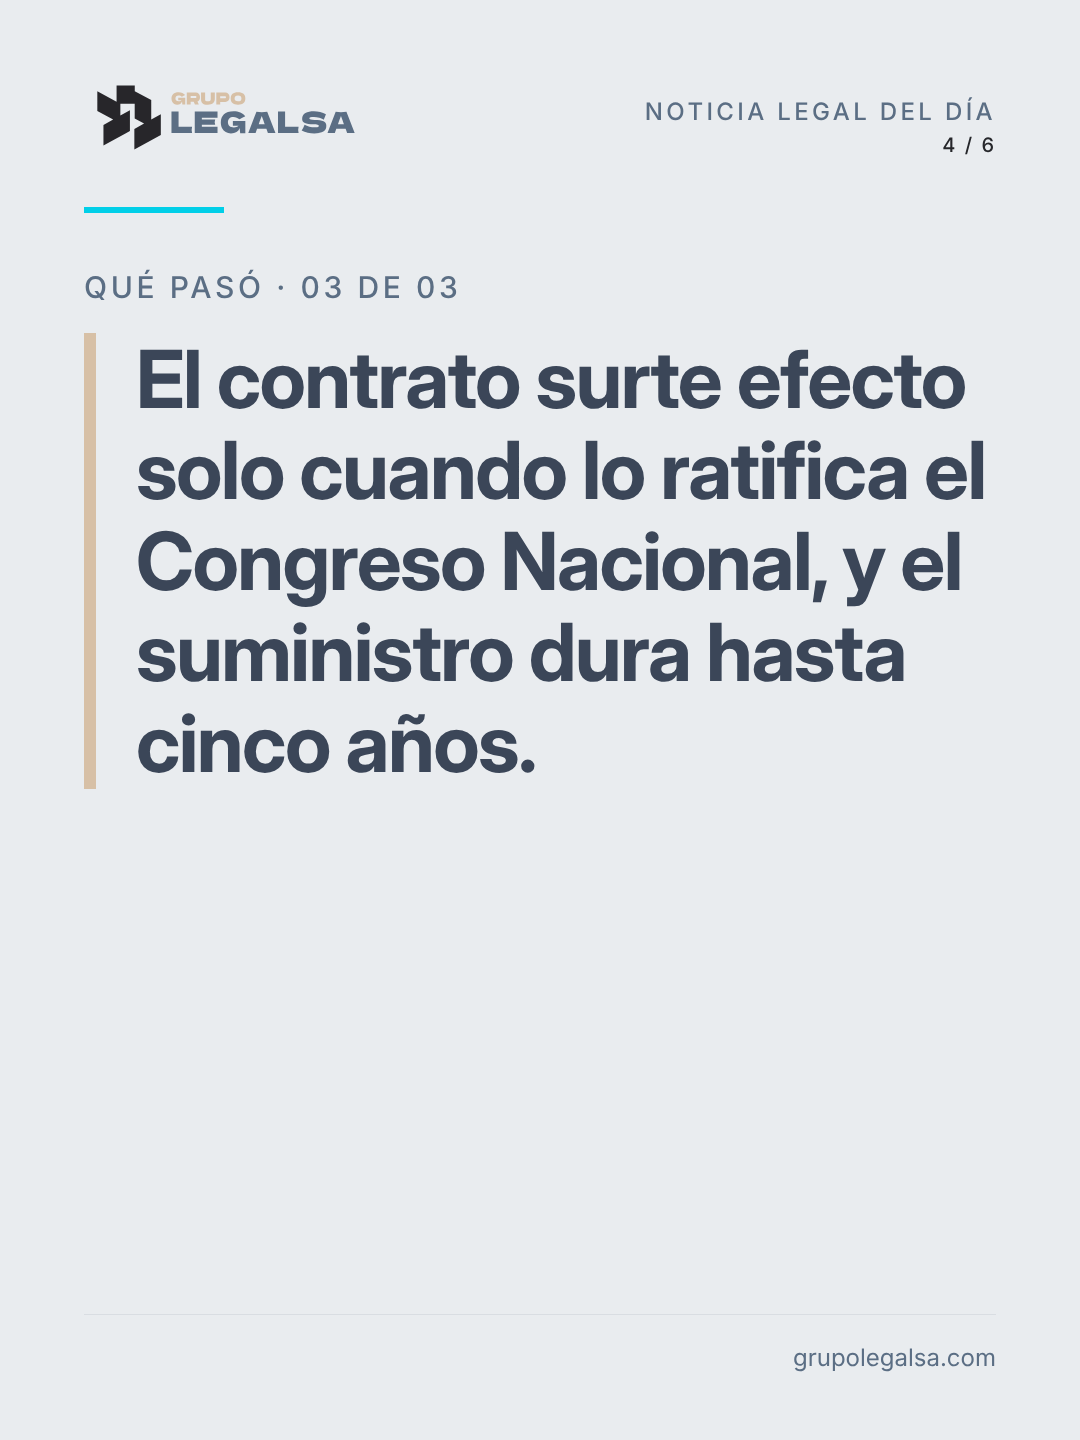 GRUPO
LEGALSA
NOTICIA LEGAL DEL DÍA
4 / 6
QUÉ PASÓ · 03 DE 03
El contrato surte efecto
solo cuando lo ratifica el
Congreso Nacional, y el
suministro dura hasta
cinco años.
grupolegalsa.com